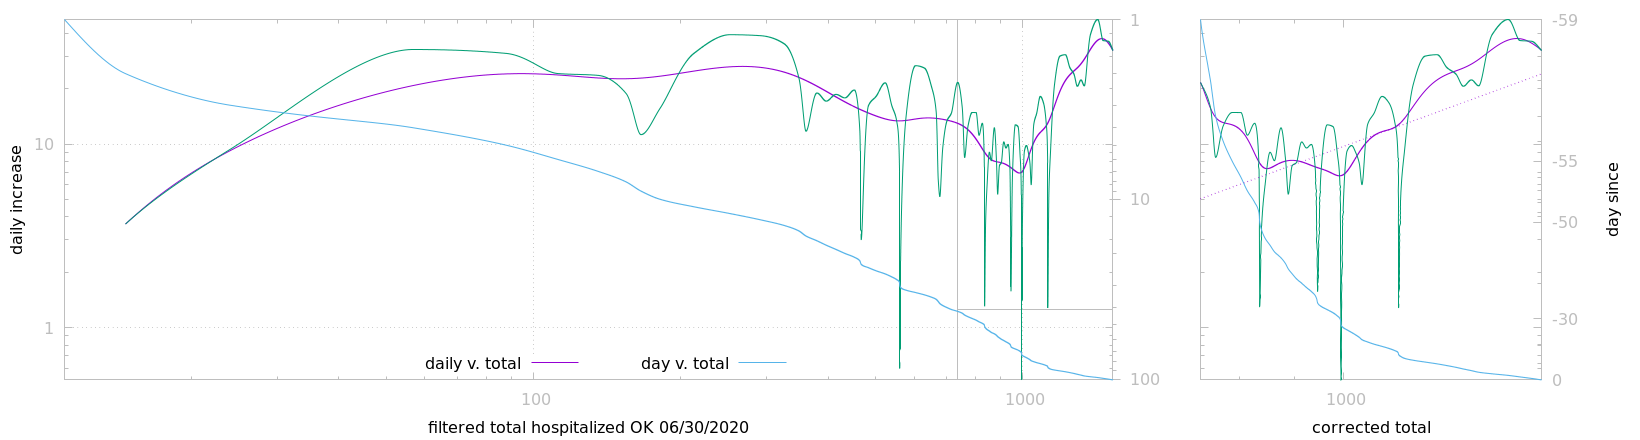 daily increase
10
1
daily v. total
day v. total
100
1000
filtered total hospitalized OK 06/30/2020
1
10
100
1000
corrected total
-59
-55
-50
-30
0
day since